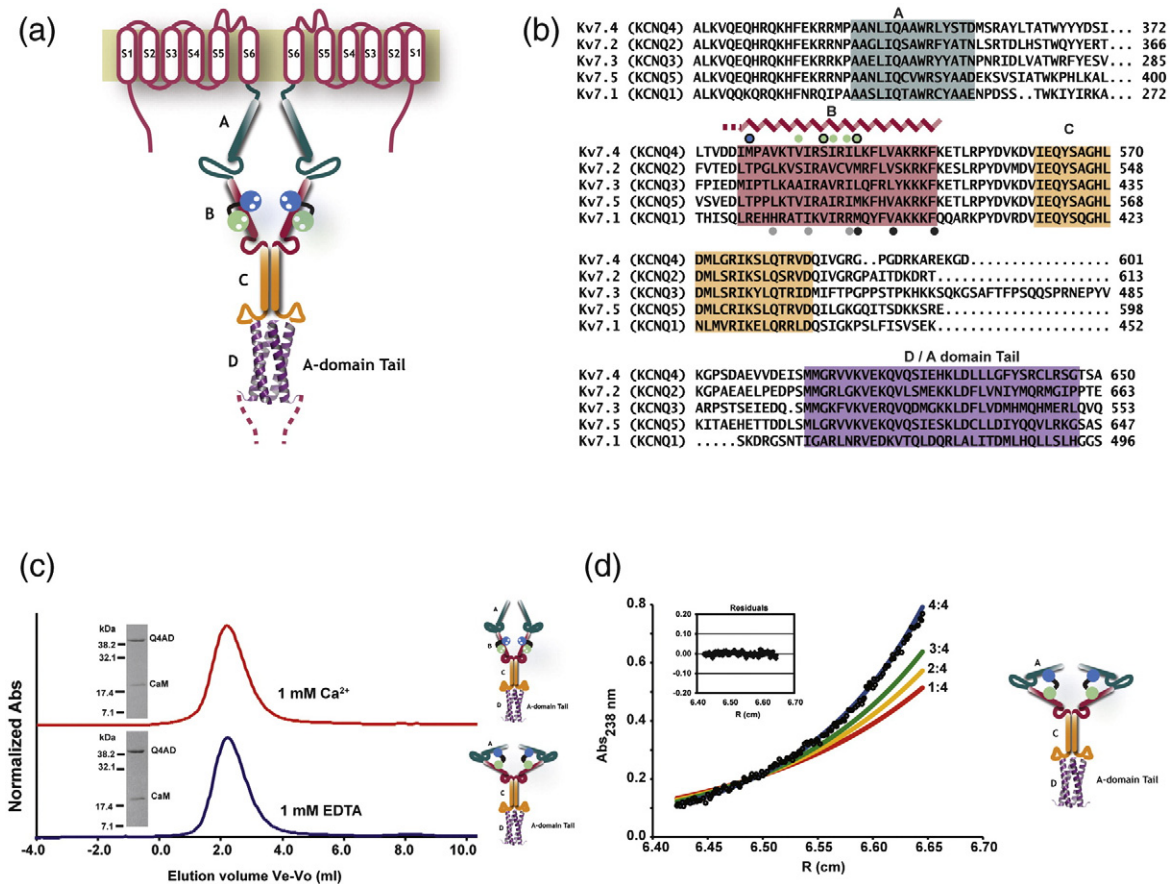 (a)
S1 S2 S3 S4 S5 S6 S6 S5 S4 S3 S2 S1
A
B
C
D
A-domain Tail
(b)
A
Kv7.4 (KCNQ4) ALKVQEQHRQKHFEKRRMPAANLIQAAWRLYSTDMSRAYLTATWYYYDSI... 372
Kv7.2 (KCNQ2) ALKVQEQHRQKHFEKRRNPAAGLIQSAWRFYATNLSRTDLHSTWQYYERT... 366
Kv7.3 (KCNQ3) ALKVQEQHRQKHFEKRRKPAAELIQAAWRYYATNPNRIDLVATWRFYESV... 285
Kv7.5 (KCNQ5) ALKVQEQHRQKHFEKRRNPAANLIQCVWRSYAADEKSVSIATWKPHLKAL... 400
Kv7.1 (KCNQ1) ALKVQQKQRQKHFNRQIPAAASLIQTAWRCYAAENPDSS..TWKIYIRKA... 272
B
C
Kv7.4 (KCNQ4) LTVDDIMPAVKTVIRSIRILKFLVAKRKFKETLRPYDVKDVIEQYSAGHL 570
Kv7.2 (KCNQ2) FVTEDLTPGLKVSIRAVCVMRFLVSKRKFKESLRPYDVMDVIEQYSAGHL 548
Kv7.3 (KCNQ3) FPIEDMIPTLKAAIRAVRILQFRLYKKKFKETLRPYDVKDVIEQYSAGHL 435
Kv7.5 (KCNQ5) VSVEDLTPPLKTVIRAIRIMKFHVAKRKFKETLRPYDVKDVIEQYSAGHL 568
Kv7.1 (KCNQ1) THISQLREHHRATIKVIRRMQYFVAKKKFQQARKPYDVRDVIEQYSQGHL 423
Kv7.4 (KCNQ4) DMLGRIKSLQTRVDQIVGRG..PGDRKAREKGD.............. 601
Kv7.2 (KCNQ2) DMLSRIKSLQSRVDQIVGRGPAITDKDRT.................. 613
Kv7.3 (KCNQ3) DMLSRIKYLQTRIDMIFTPGPPSTPKHKKSQKGSAFTFPSQQSPRNEPYV 485
Kv7.5 (KCNQ5) DMLCRIKSLQTRVDQILGKGQITSDKKSRE................. 598
Kv7.1 (KCNQ1) NLMVRIKELQRRLDQSIGKPSLFISVSEK.................. 452
D / A domain Tail
Kv7.4 (KCNQ4) KGPSDAEVVDEISMMGRVVKVEKQVQSIEHKLDLLLGFYSRCLRSGTSA 650
Kv7.2 (KCNQ2) KGPAEAELPEDPSMMGRLGKVEKQVLSMEKKLDFLVNIYMQRMGIPPTE 663
Kv7.3 (KCNQ3) ARPSTSEIEDQ.SMMGKFVKVERQVQDMGKKLDFLVDMHMQHMERLQVQ 553
Kv7.5 (KCNQ5) KITAEHETTDDLSMLGRVVKVEKQVQSIESKLDCLLDIYQQVLRKGSAS 647
Kv7.1 (KCNQ1) .....SKDRGSNTIGARLNRVEDKVTQLDQRLALITDMLHQLLSLHGGS 496
(c)
Normalized Abs
kDa
38.2
32.1
17.4
7.1
Q4AD
CaM
1 mM Ca²⁺
A
B
C
D
A-domain Tail
kDa
38.2
32.1
17.4
7.1
Q4AD
CaM
1 mM EDTA
A
C
D
A-domain Tail
-4.0 -2.0 0.0 2.0 4.0 6.0 8.0 10.0
Elution volume Ve-Vo (ml)
(d)
Abs238 nm
0.8
0.6
0.4
0.2
0.0
Residuals
0.20
0.10
0.00
-0.10
-0.20
6.40 6.50 6.60 6.70
R (cm)
4:4
3:4
2:4
1:4
6.40 6.45 6.50 6.55 6.60 6.65 6.70
R (cm)
A
C
D
A-domain Tail